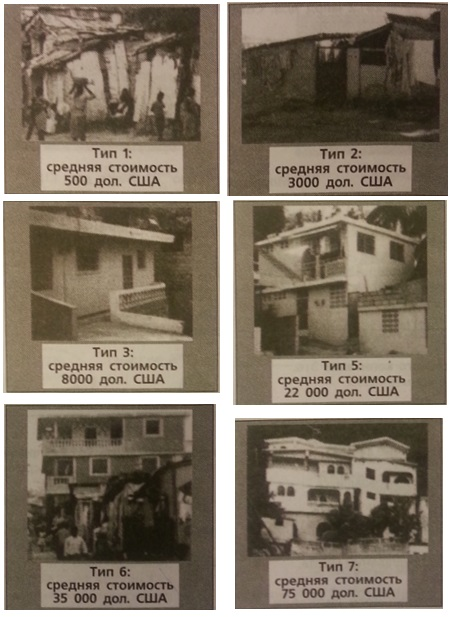 Тип 1:
средняя стоимость
500 дол. США
Тип 2:
средняя стоимость
3000 дол. США
Тип 3:
средняя стоимость
8000 дол. США
Тип 5:
средняя стоимость
22 000 дол. США
Тип 6:
средняя стоимость
35 000 дол. США
Тип 7:
средняя стоимость
75 000 дол. США